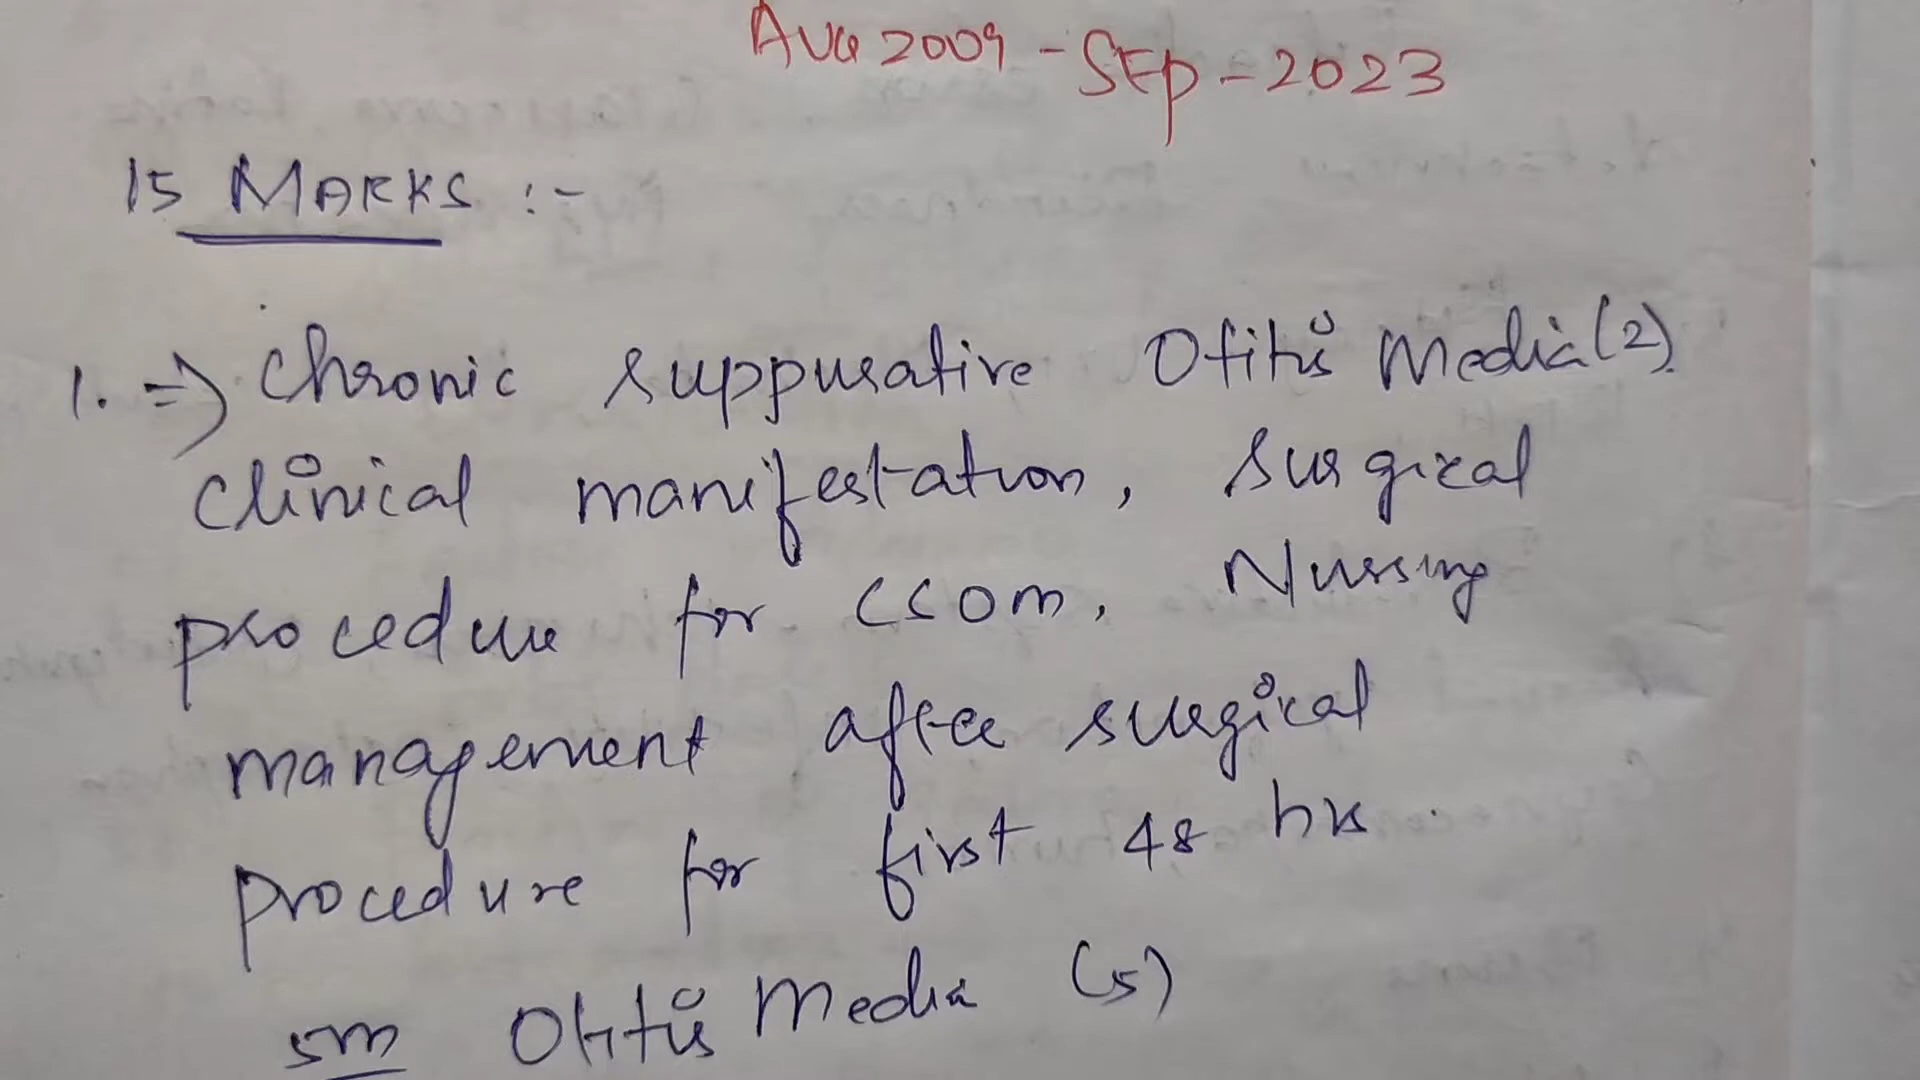 AUG 2009 - SEP - 2023
15 MARKS :-
1. => Chronic suppurative Otitis Media (2).
Clinical manifestation, Surgical
procedure for CSOM, Nursing
management after surgical
procedure for first 48 hrs.
5m Otitis Media (5)